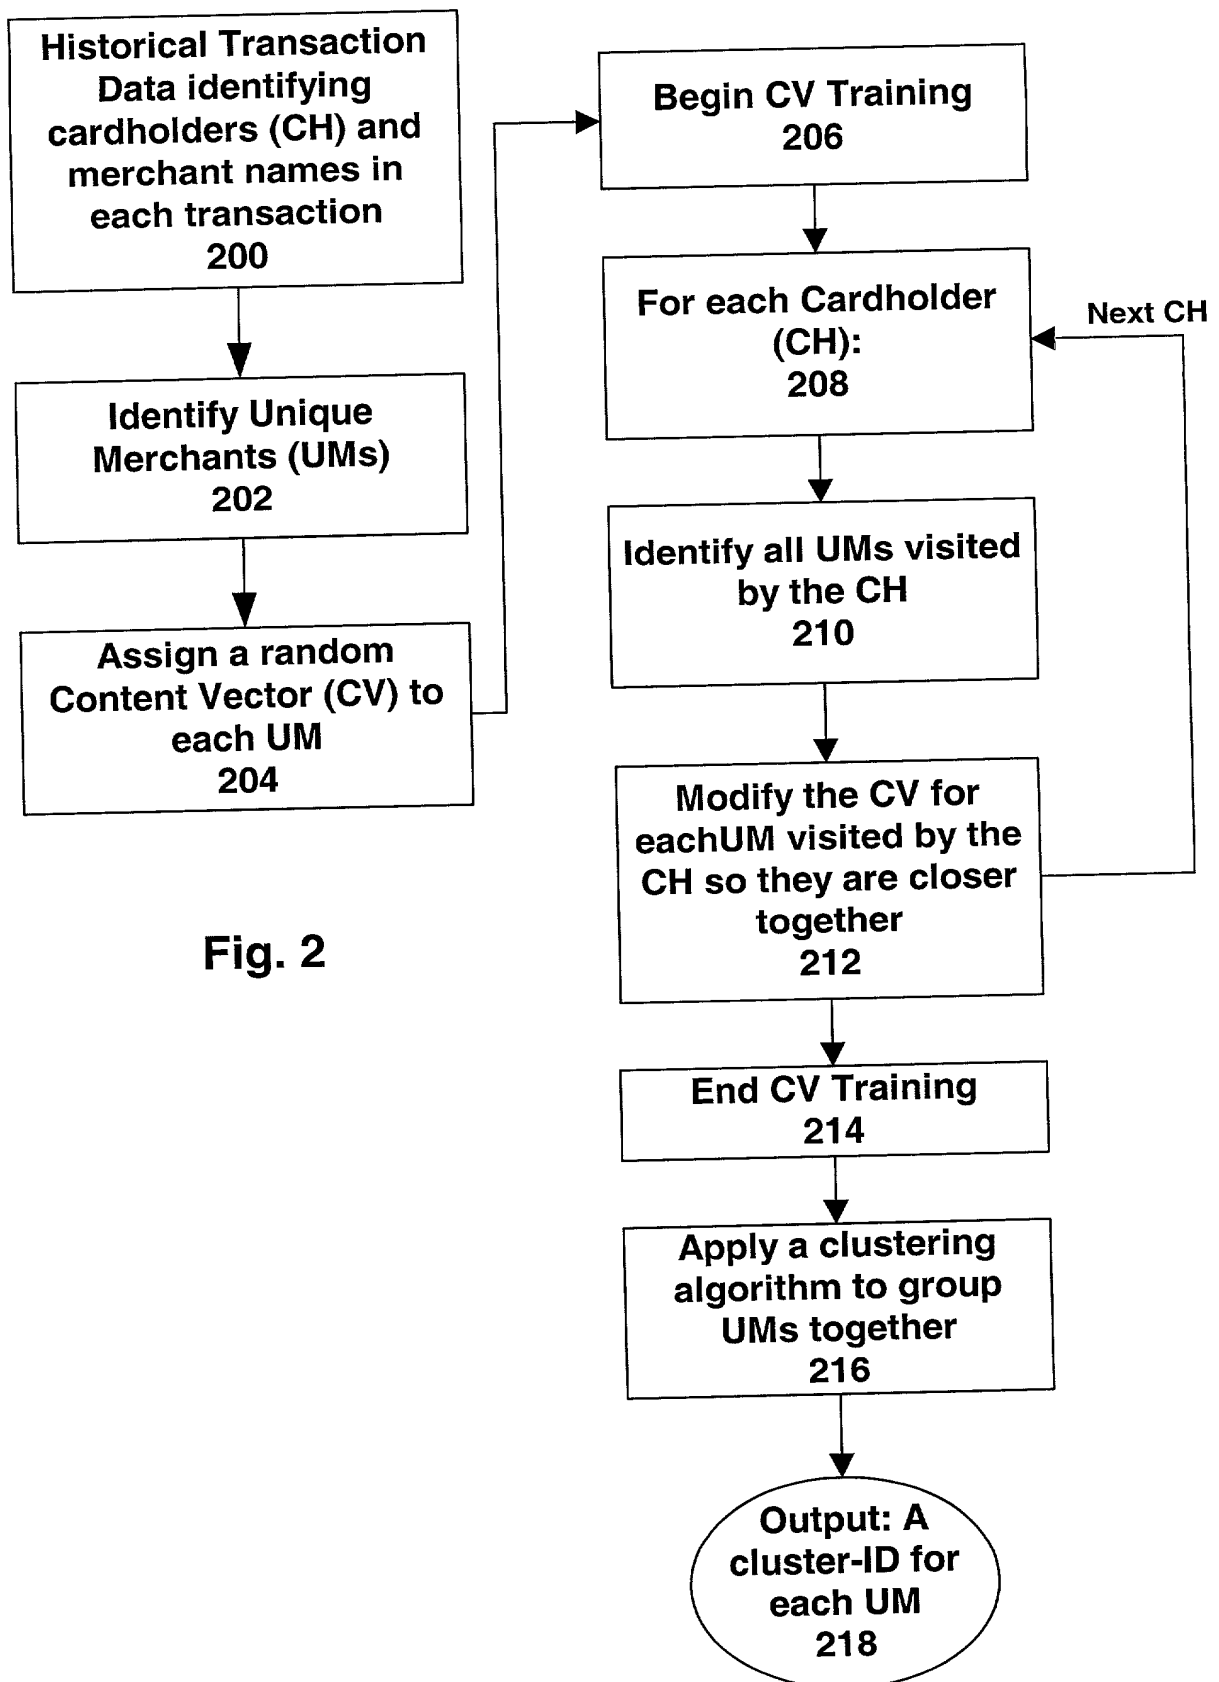 Historical Transaction
Data identifying
cardholders (CH) and
merchant names in
each transaction
200
Identify Unique
Merchants (UMs)
202
Assign a random
Content Vector (CV) to
each UM
204
Fig. 2
Begin CV Training
206
For each Cardholder
(CH):
208
Next CH
Identify all UMs visited
by the CH
210
Modify the CV for
eachUM visited by the
CH so they are closer
together
212
End CV Training
214
Apply a clustering
algorithm to group
UMs together
216
Output: A
cluster-ID for
each UM
218